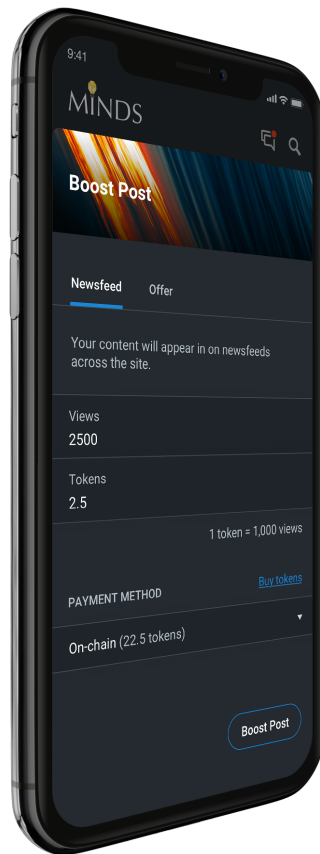 9:41
MINDS
Boost Post
Newsfeed Offer
Your content will appear in on newsfeeds
across the site.
Views
2500
Tokens
2.5
1 token = 1,000 views
PAYMENT METHOD Buy tokens
On-chain (22.5 tokens)
Boost Post